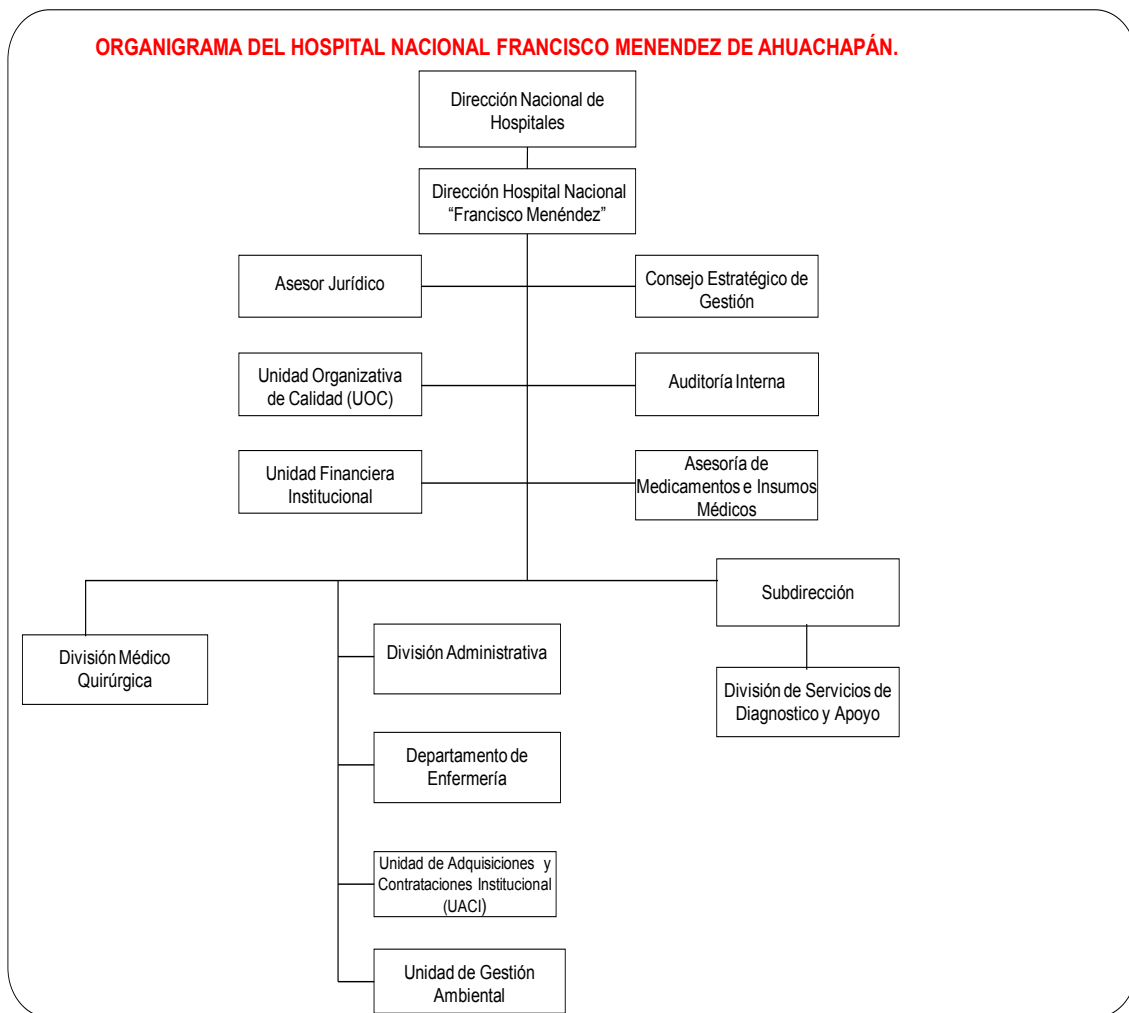 ORGANIGRAMA DEL HOSPITAL NACIONAL FRANCISCO MENENDEZ DE AHUACHAPÁN.
Dirección Nacional de
Hospitales
Dirección Hospital Nacional
“Francisco Menéndez”
Asesor Jurídico
Consejo Estratégico de
Gestión
Unidad Organizativa
de Calidad (UOC)
Auditoría Interna
Unidad Financiera
Institucional
Asesoría de
Medicamentos e Insumos
Médicos
Subdirección
División Médico
Quirúrgica
División Administrativa
División de Servicios de
Diagnostico y Apoyo
Departamento de
Enfermería
Unidad de Adquisiciones y
Contrataciones Institucional
(UACI)
Unidad de Gestión
Ambiental